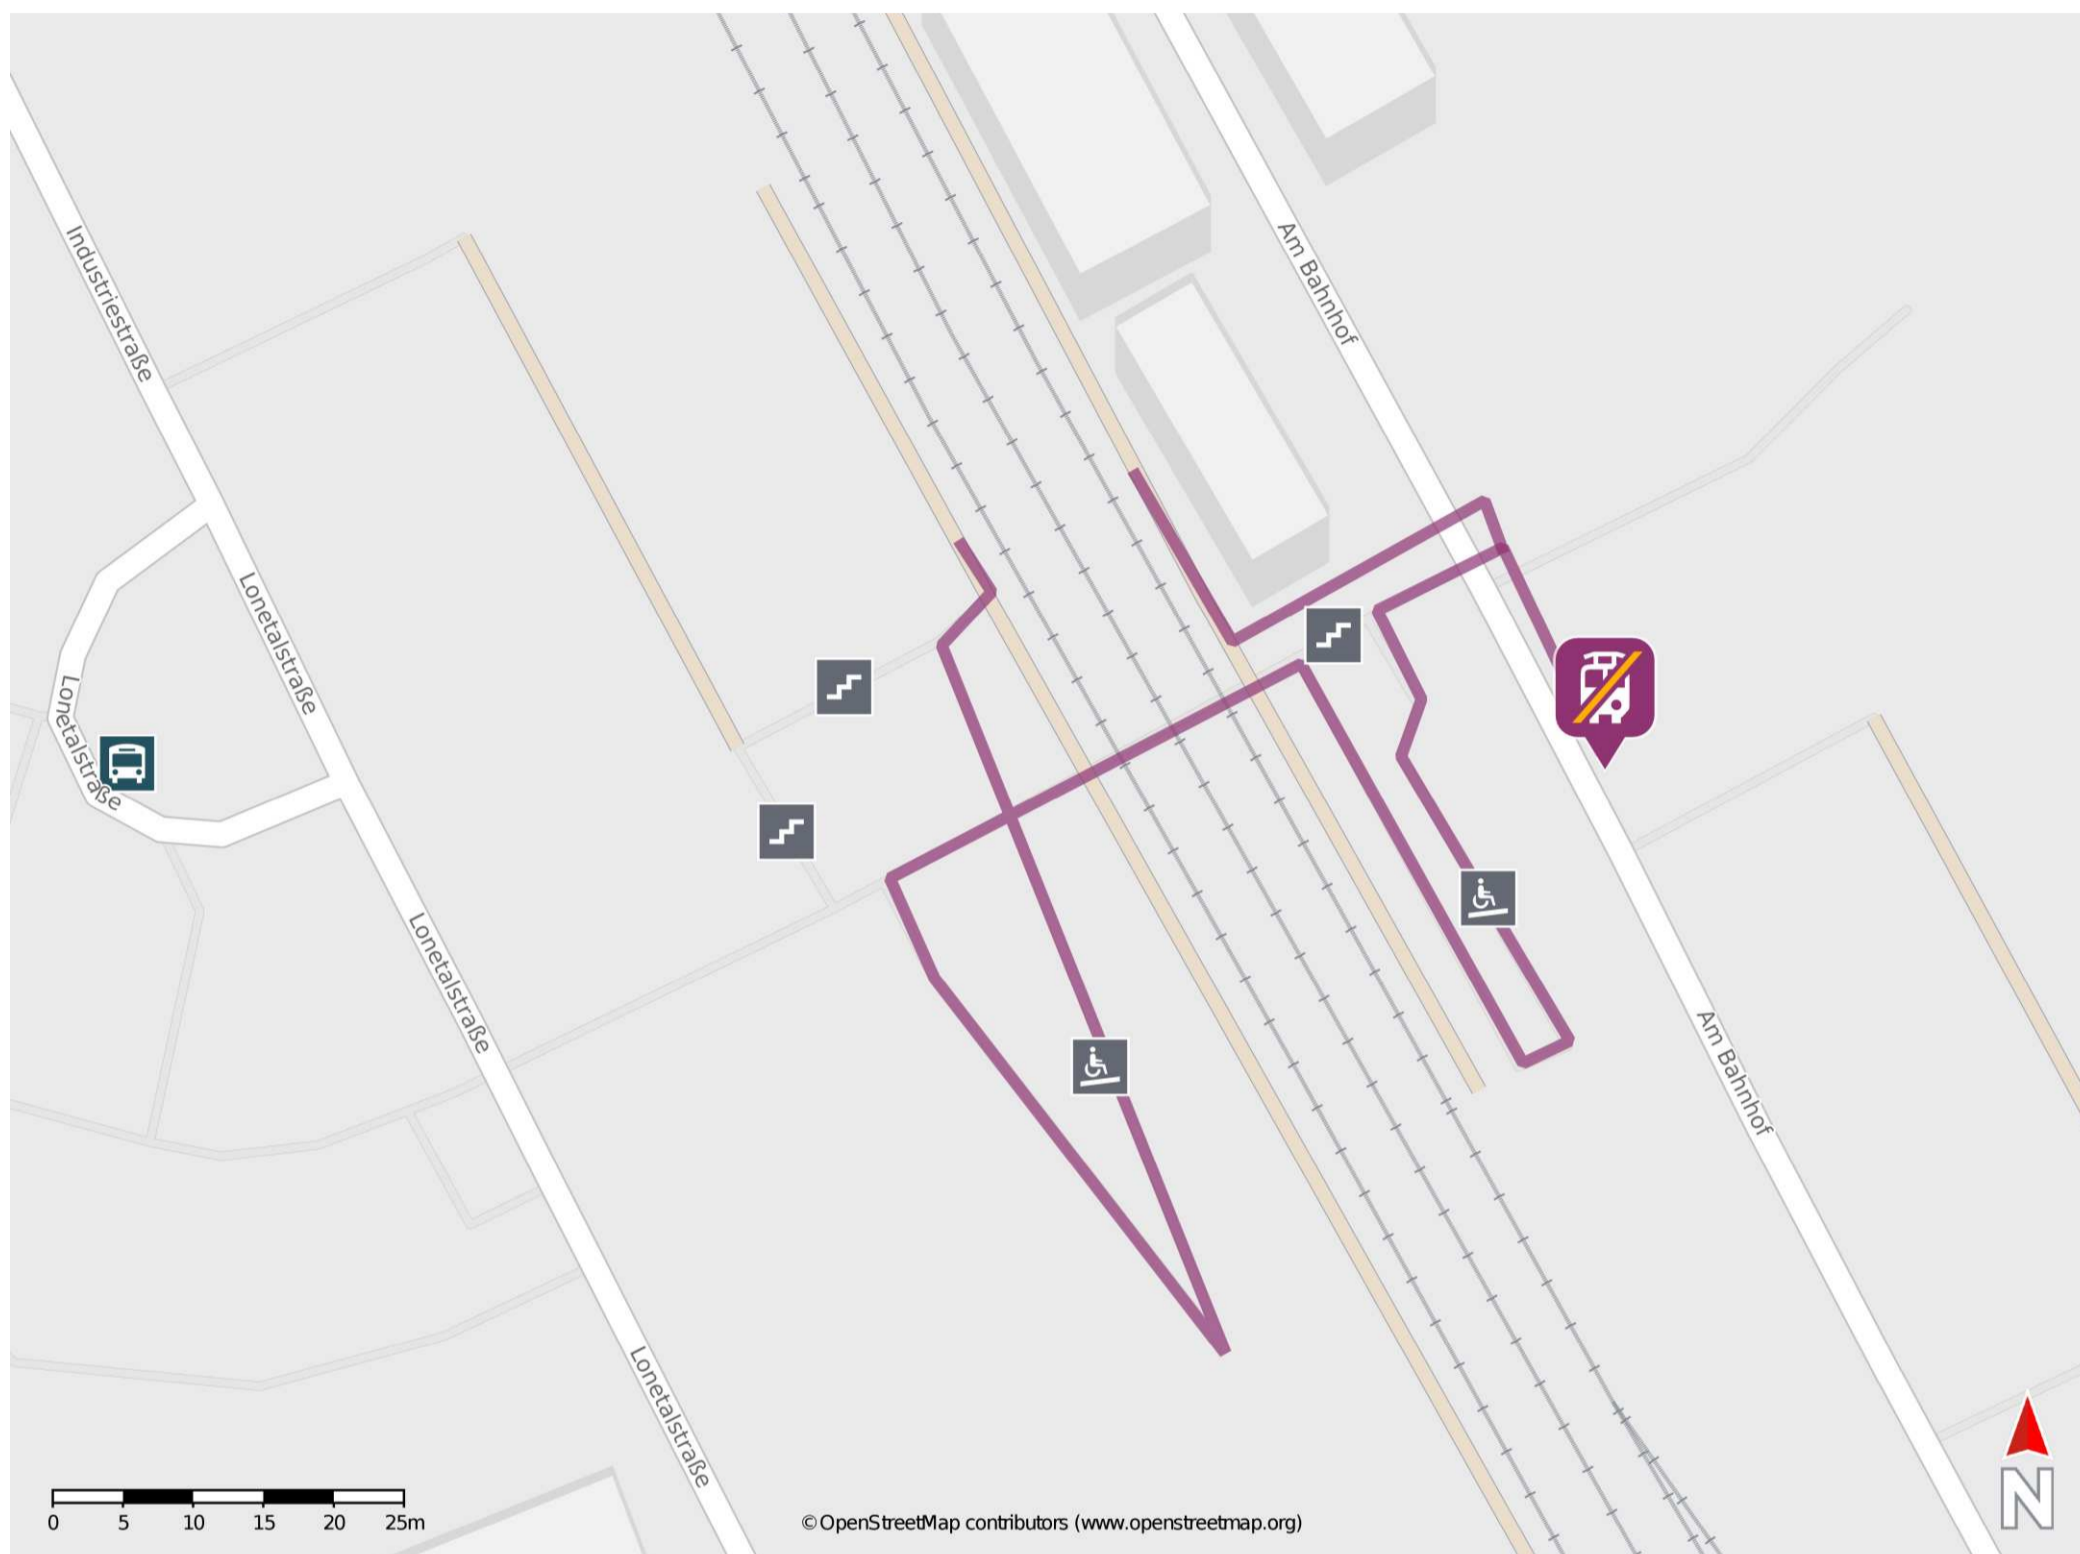 Industriestraße
Am Bahnhof
Lonetalstraße
Lonetalstraße
Lonetalstraße
Am Bahnhof
Lonetalstraße
0 5 10 15 20 25m
© OpenStreetMap contributors (www.openstreetmap.org)
N